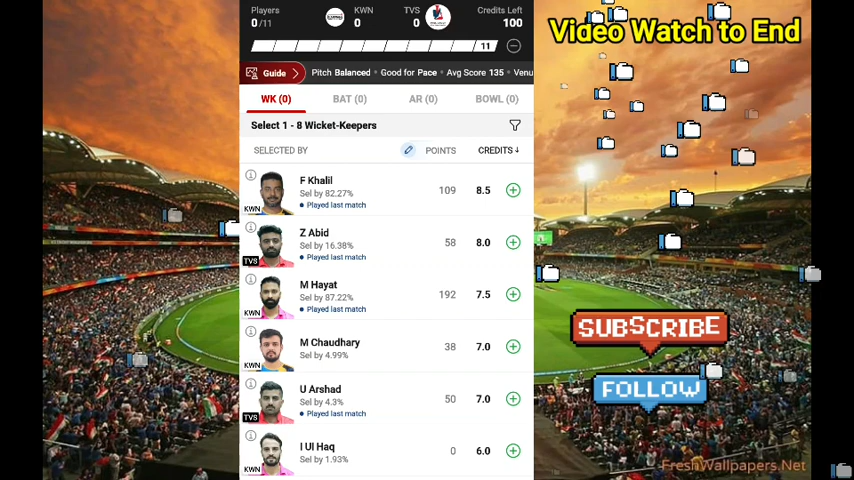 Players
0/11
KWN
0
TVS
0
Credits Left
100
11
Guide
Pitch Balanced • Good for Pace • Avg Score 135 • Venu
WK (0)
BAT (0)
AR (0)
BOWL (0)
Select 1 - 8 Wicket-Keepers
SELECTED BY
POINTS
CREDITS↓
F Khalil
Sel by 82.27%
Played last match
KWN
109
8.5
Z Abid
Sel by 16.38%
Played last match
TVS
58
8.0
M Hayat
Sel by 87.22%
Played last match
KWN
192
7.5
M Chaudhary
Sel by 4.99%
KWN
38
7.0
U Arshad
Sel by 4.3%
Played last match
TVS
50
7.0
I Ul Haq
Sel by 1.93%
KWN
0
6.0
Video Watch to End
SUBSCRIBE
FOLLOW
FreshWallpapers.Net